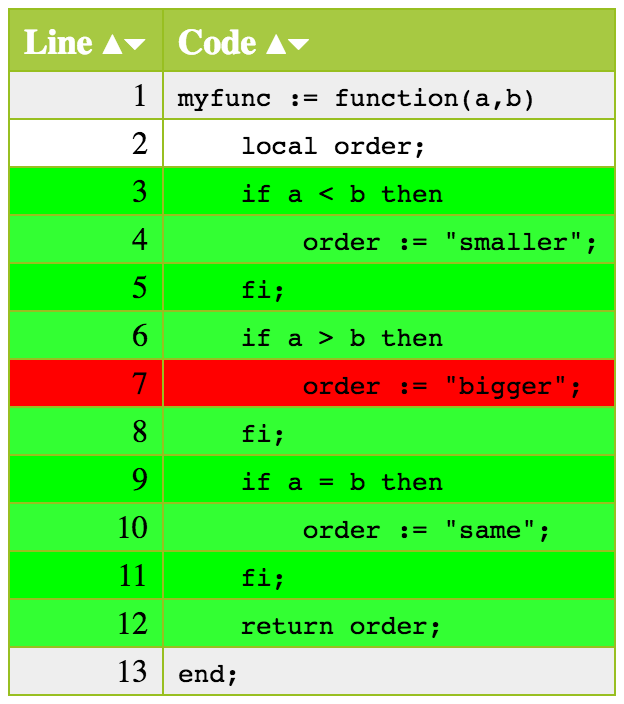 Line ▲▼ Code ▲▼
1 myfunc := function(a,b)
2     local order;
3     if a < b then
4         order := "smaller";
5     fi;
6     if a > b then
7         order := "bigger";
8     fi;
9     if a = b then
10         order := "same";
11     fi;
12     return order;
13 end;